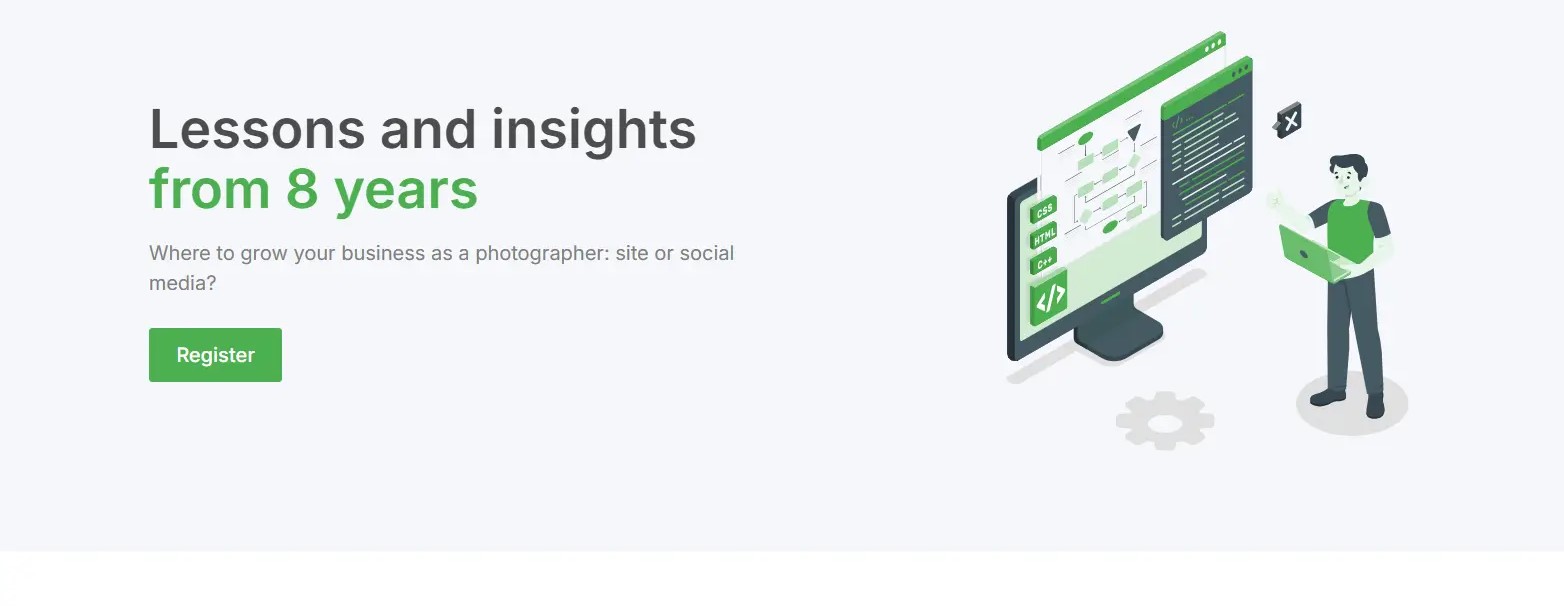 Lessons and insights
from 8 years
Where to grow your business as a photographer: site or social
media?
Register
CSS
HTML
C++
</>